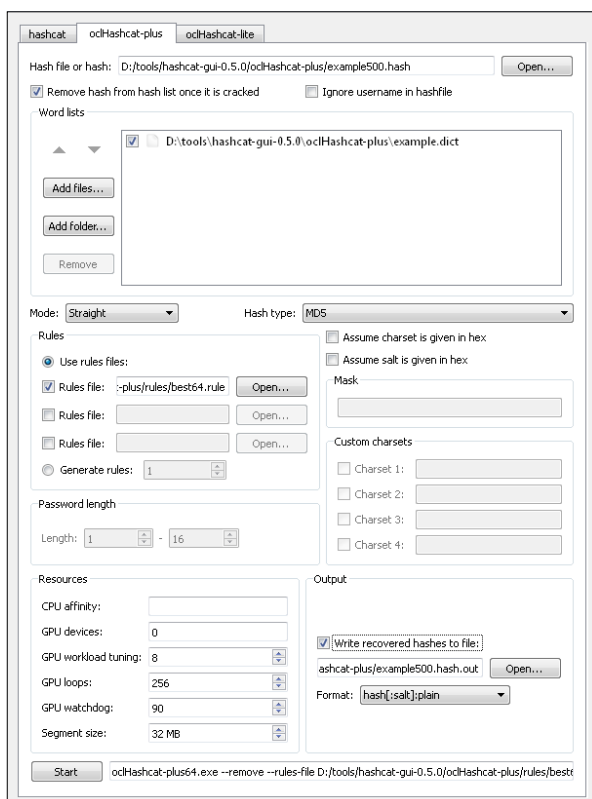 hashcat oclHashcat-plus oclHashcat-lite
Hash file or hash: D:/tools/hashcat-gui-0.5.0/oclHashcat-plus/example500.hash Open...
Remove hash from hash list once it is cracked Ignore username in hashfile
Word lists
D:\tools\hashcat-gui-0.5.0\oclHashcat-plus\example.dict
Add files...
Add folder...
Remove
Mode: Straight Hash type: MD5
Rules
Use rules files:
Rules file: :-plus/rules/best64.rule Open...
Rules file: Open...
Rules file: Open...
Generate rules: 1
Assume charset is given in hex
Assume salt is given in hex
Mask
Custom charsets
Charset 1:
Charset 2:
Charset 3:
Charset 4:
Password length
Length: 1 - 16
Resources
CPU affinity:
GPU devices: 0
GPU workload tuning: 8
GPU loops: 256
GPU watchdog: 90
Segment size: 32 MB
Output
Write recovered hashes to file:
ashcat-plus/example500.hash.out Open...
Format: hash[:salt]:plain
Start oclHashcat-plus64.exe --remove --rules-file D:/tools/hashcat-gui-0.5.0/oclHashcat-plus/rules/best6